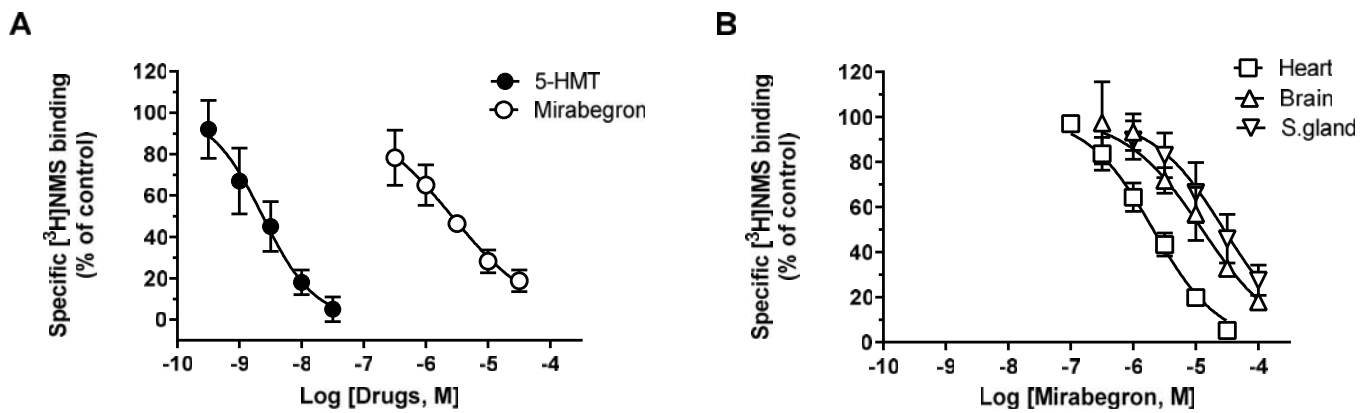 A
Specific [³H]NMS binding
(% of control)
120
100
80
60
40
20
0
-10
-9
-8
-7
-6
-5
-4
Log [Drugs, M]
5-HMT
Mirabegron
B
Specific [³H]NMS binding
(% of control)
120
100
80
60
40
20
0
-10
-9
-8
-7
-6
-5
-4
Log [Mirabegron, M]
Heart
Brain
S.gland